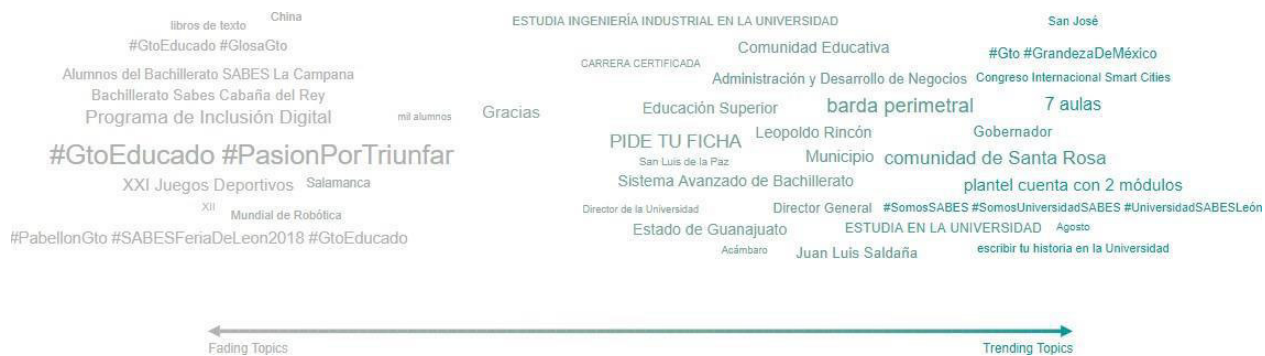 libros de texto
China
#GtoEducado #GlosaGto
Alumnos del Bachillerato SABES La Campana
Bachillerato Sabes Cabaña del Rey
Programa de Inclusión Digital
mil alumnos
#GtoEducado #PasionPorTriunfar
XXI Juegos Deportivos
Salamanca
XII
Mundial de Robótica
#PabellonGto #SABESFeriaDeLeon2018 #GtoEducado
Gracias
ESTUDIA INGENIERÍA INDUSTRIAL EN LA UNIVERSIDAD
Comunidad Educativa
CARRERA CERTIFICADA
Administración y Desarrollo de Negocios
Educación Superior
barda perimetral
PIDE TU FICHA
Leopoldo Rincón
San Luis de la Paz
Municipio
Sistema Avanzado de Bachillerato
Director de la Universidad
Director General
Estado de Guanajuato
ESTUDIA EN LA UNIVERSIDAD
Acámbaro
Juan Luis Saldaña
San José
#Gto #GrandezaDeMéxico
Congreso Internacional Smart Cities
7 aulas
Gobernador
comunidad de Santa Rosa
plantel cuenta con 2 módulos
#SomosSABES #SomosUniversidadSABES #UniversidadSABESLeón
Agosto
escribir tu historia en la Universidad
Fading Topics
Trending Topics